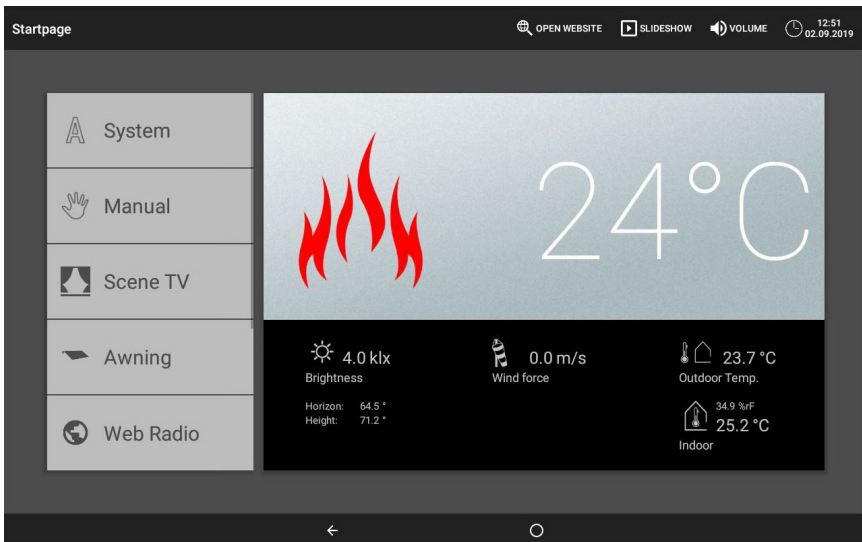 Startpage
OPEN WEBSITE
SLIDESHOW
VOLUME
12:51
02.09.2019
System
Manual
Scene TV
Awning
Web Radio
24°C
4.0 klx
Brightness
Horizon: 64.5 °
Height: 71.2 °
0.0 m/s
Wind force
23.7 °C
Outdoor Temp.
34.9 %rF
25.2 °C
Indoor